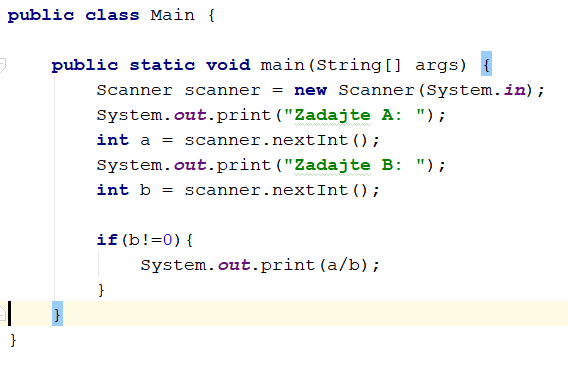 public class Main {
public static void main(String[] args) {
Scanner scanner = new Scanner(System.in);
System.out.print("Zadajte A: ");
int a = scanner.nextInt();
System.out.print("Zadajte B: ");
int b = scanner.nextInt();
if(b!=0){
System.out.print(a/b);
}
}
}